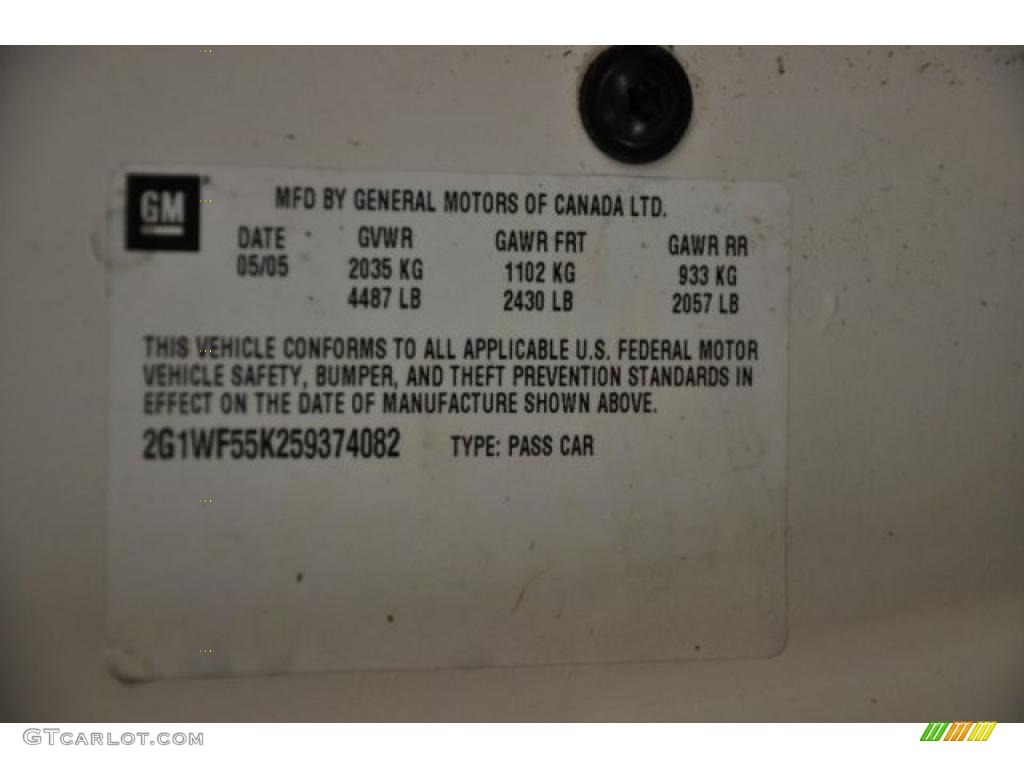 GM
MFD BY GENERAL MOTORS OF CANADA LTD.
DATE GVWR GAWR FRT GAWR RR
05/05 2035 KG 1102 KG 933 KG
4487 LB 2430 LB 2057 LB
THIS VEHICLE CONFORMS TO ALL APPLICABLE U.S. FEDERAL MOTOR
VEHICLE SAFETY, BUMPER, AND THEFT PREVENTION STANDARDS IN
EFFECT ON THE DATE OF MANUFACTURE SHOWN ABOVE.
2G1WF55K259374082 TYPE: PASS CAR
GTCARLOT.COM